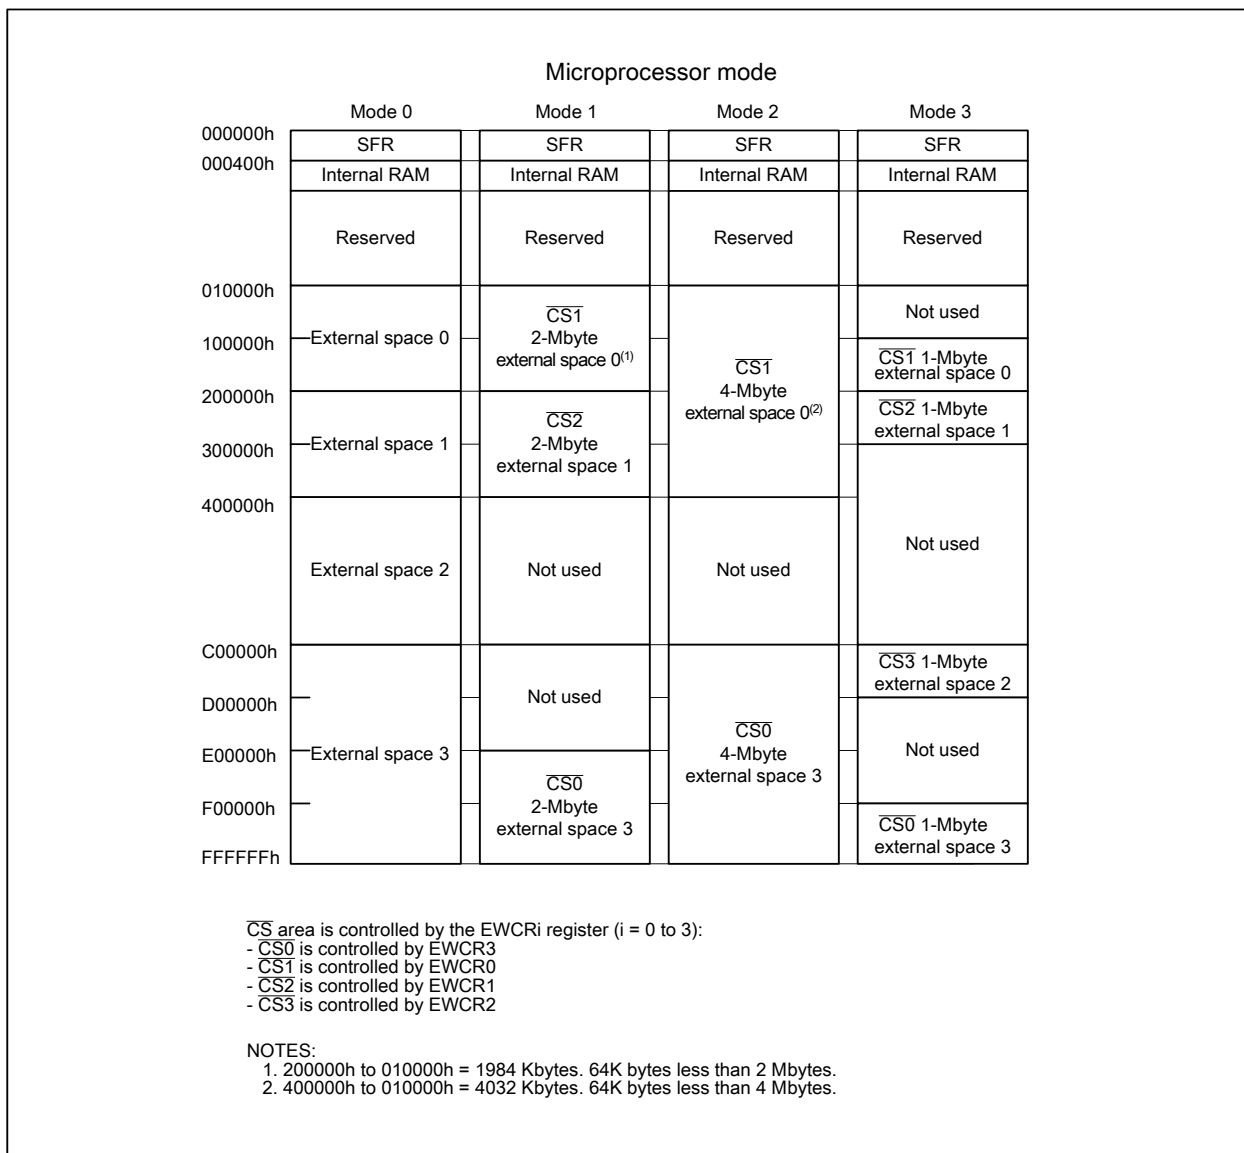 Microprocessor mode
Mode 0 Mode 1 Mode 2 Mode 3
000000h
SFR SFR SFR SFR
000400h
Internal RAM Internal RAM Internal RAM Internal RAM
Reserved Reserved Reserved Reserved
010000h
External space 0
CS1
2-Mbyte
external space 0(1)
CS1
4-Mbyte
external space 0(2)
Not used
100000h
CS1 1-Mbyte
external space 0
200000h
External space 1
CS2
2-Mbyte
external space 1
CS2 1-Mbyte
external space 1
300000h
400000h
External space 2
Not used
Not used
Not used
C00000h
External space 3
Not used
CS0
4-Mbyte
external space 3
CS3 1-Mbyte
external space 2
D00000h
Not used
E00000h
CS0
2-Mbyte
external space 3
F00000h
CS0 1-Mbyte
external space 3
FFFFFFh
CS area is controlled by the EWCRi register (i = 0 to 3):
- CS0 is controlled by EWCR3
- CS1 is controlled by EWCR0
- CS2 is controlled by EWCR1
- CS3 is controlled by EWCR2
NOTES:
1. 200000h to 010000h = 1984 Kbytes. 64K bytes less than 2 Mbytes.
2. 400000h to 010000h = 4032 Kbytes. 64K bytes less than 4 Mbytes.